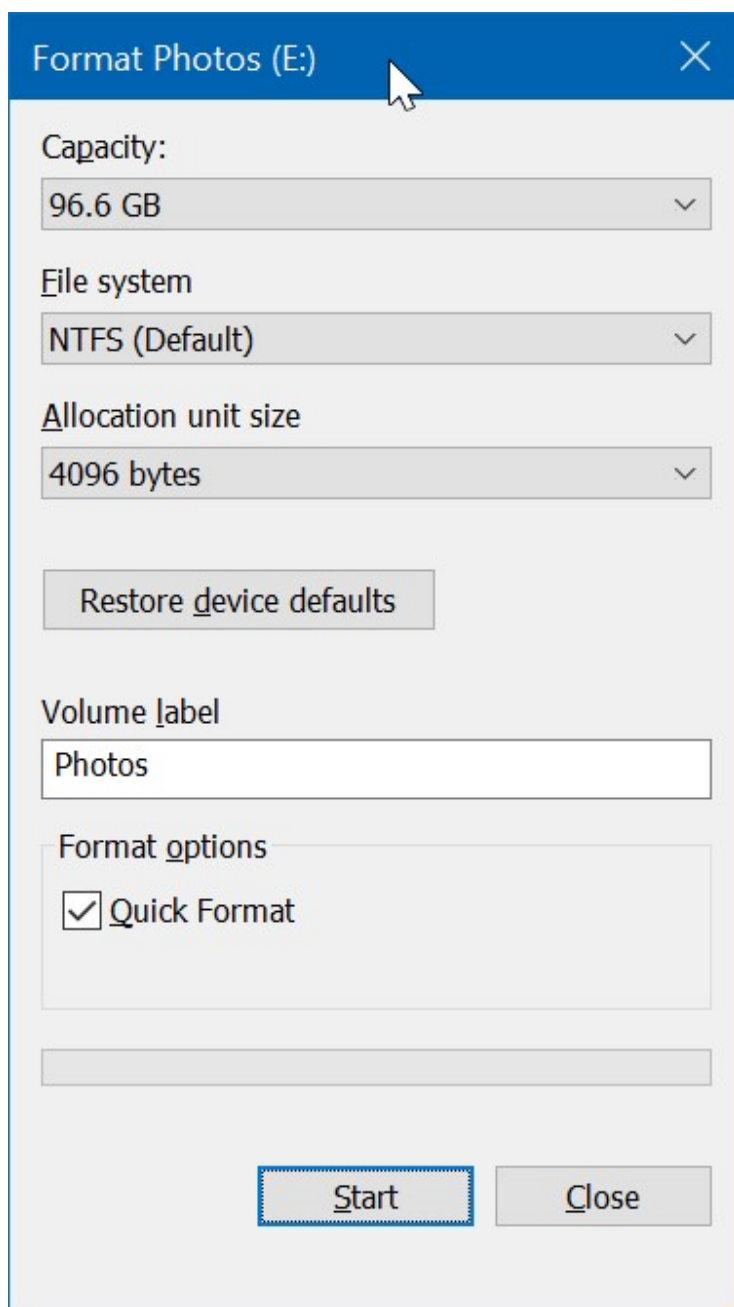 Format Photos (E:)
Capacity:
96.6 GB
File system
NTFS (Default)
Allocation unit size
4096 bytes
Restore device defaults
Volume label
Photos
Format options
Quick Format
Start
Close